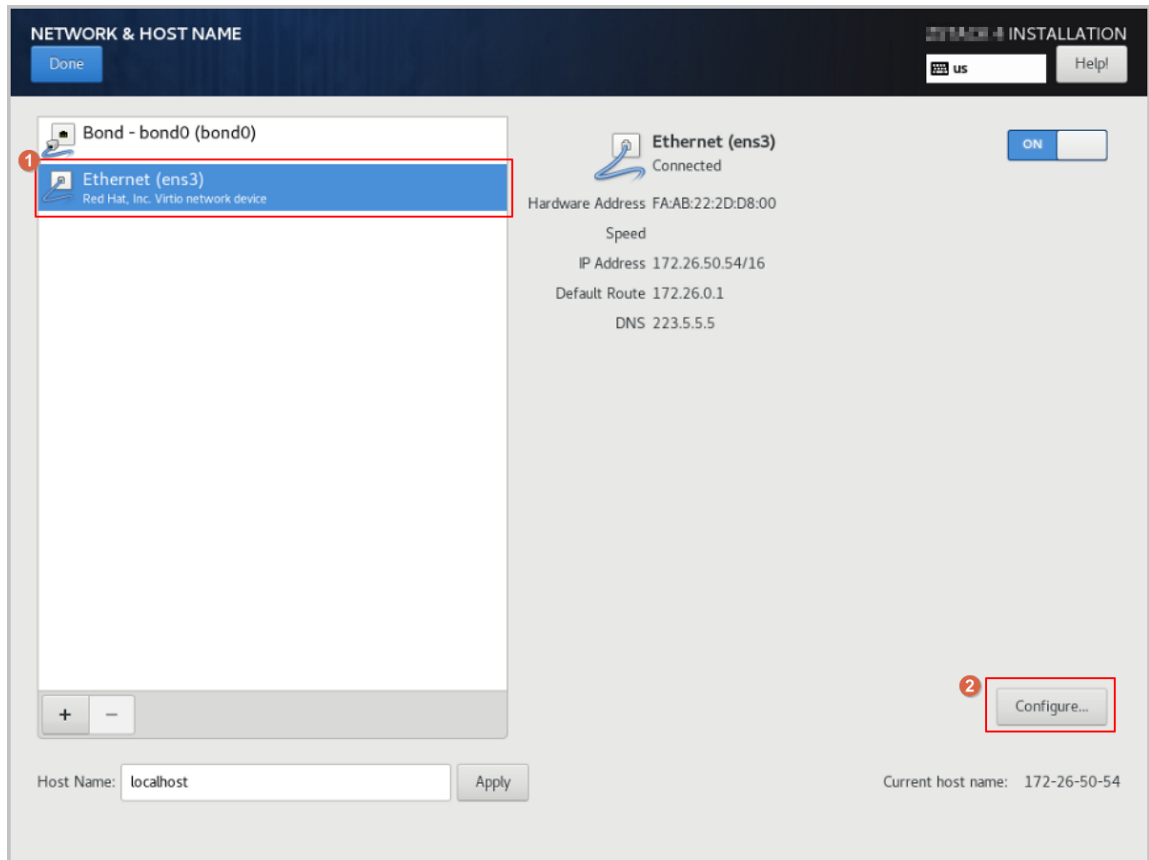 NETWORK & HOST NAME
INSTALLATION
Done
us
Help!
Bond - bond0 (bond0)
1
Ethernet (ens3)
Red Hat, Inc. Virtio network device
Ethernet (ens3)
Connected
ON
Hardware Address FA:AB:22:2D:D8:00
Speed
IP Address 172.26.50.54/16
Default Route 172.26.0.1
DNS 223.5.5.5
2
Configure...
+ −
Host Name: localhost Apply
Current host name: 172-26-50-54